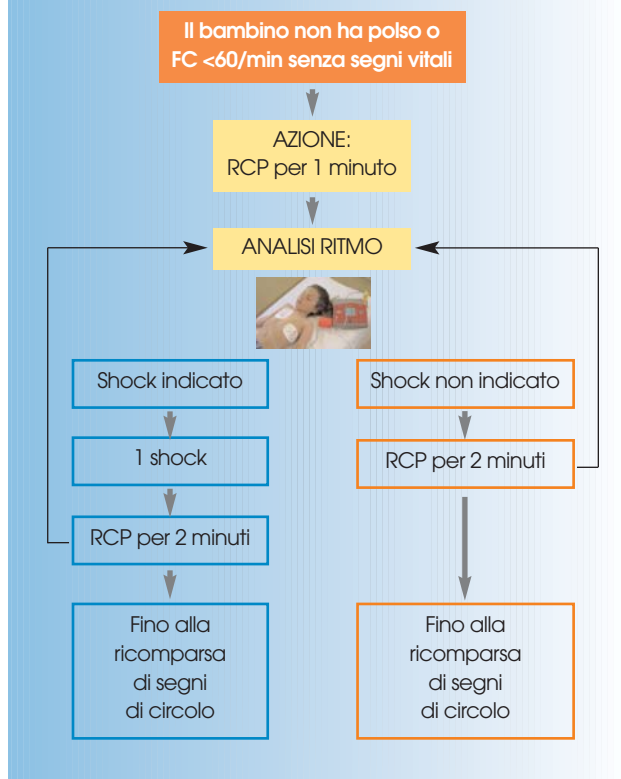 Il bambino non ha polso o
FC <60/min senza segni vitali
AZIONE:
RCP per 1 minuto
ANALISI RITMO
Shock indicato
1 shock
RCP per 2 minuti
Fino alla
ricomparsa
di segni
di circolo
Shock non indicato
RCP per 2 minuti
Fino alla
ricomparsa
di segni
di circolo